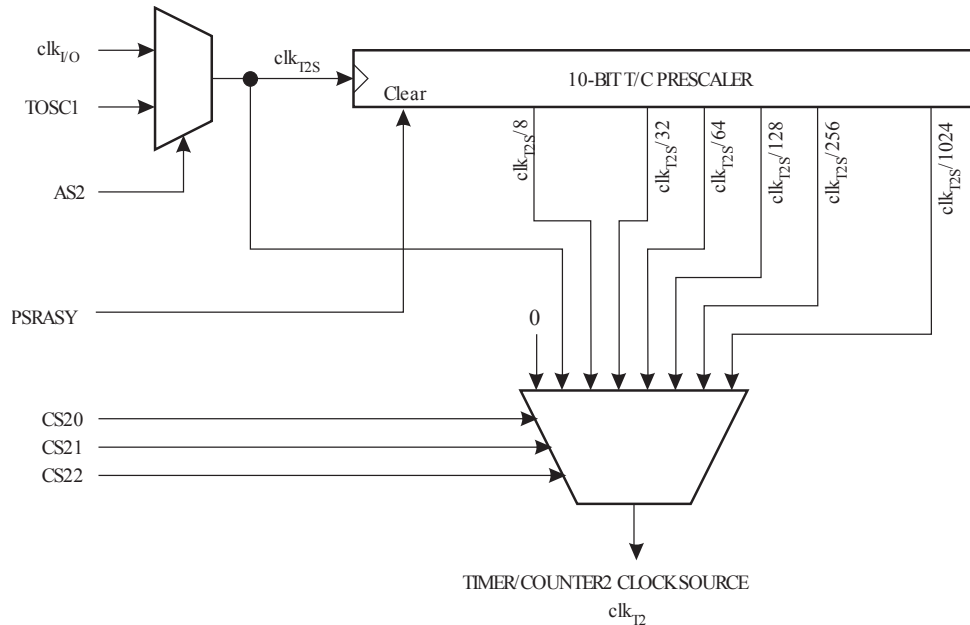 clkI/O
clkT2S
10-BIT T/C PRESCALER
TOSC1
Clear
clkT2S/8
clkT2S/32
clkT2S/64
clkT2S/128
clkT2S/256
clkT2S/1024
AS2
PSRASY
0
CS20
CS21
CS22
TIMER/COUNTER2 CLOCK SOURCE
clkT2